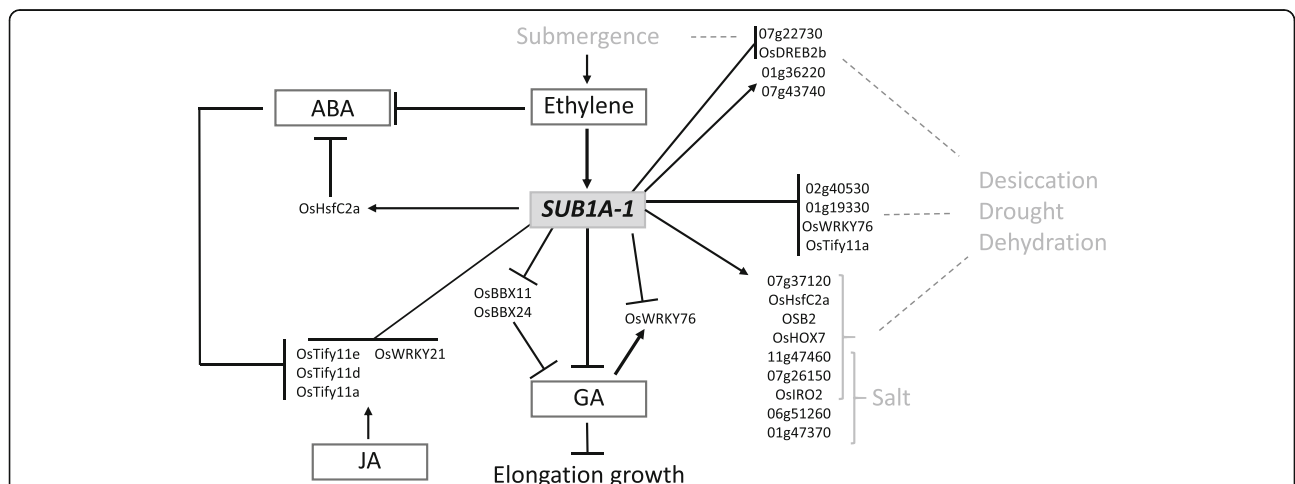 Submergence
07g22730
OsDREB2b
01g36220
07g43740
ABA
Ethylene
OsHsfC2a
SUB1A-1
02g40530
01g19330
OsWRKY76
OsTify11a
Desiccation
Drought
Dehydration
OsBBX11
OsBBX24
OsWRKY76
07g37120
OsHsfC2a
OSB2
OsHOX7
11g47460
07g26150
OsIRO2
06g51260
01g47370
Salt
OsTify11e OsWRKY21
OsTify11d
OsTify11a
GA
JA
Elongation growth